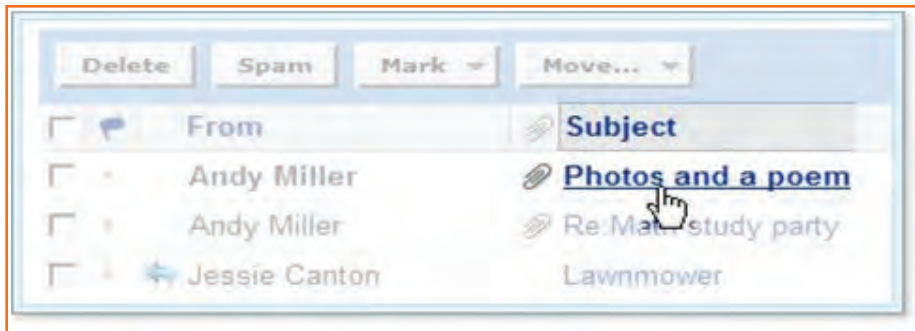 Delete Spam Mark Move...
From Subject
Andy Miller Photos and a poem
Andy Miller Re:Math study party
Jessie Canton Lawnmower